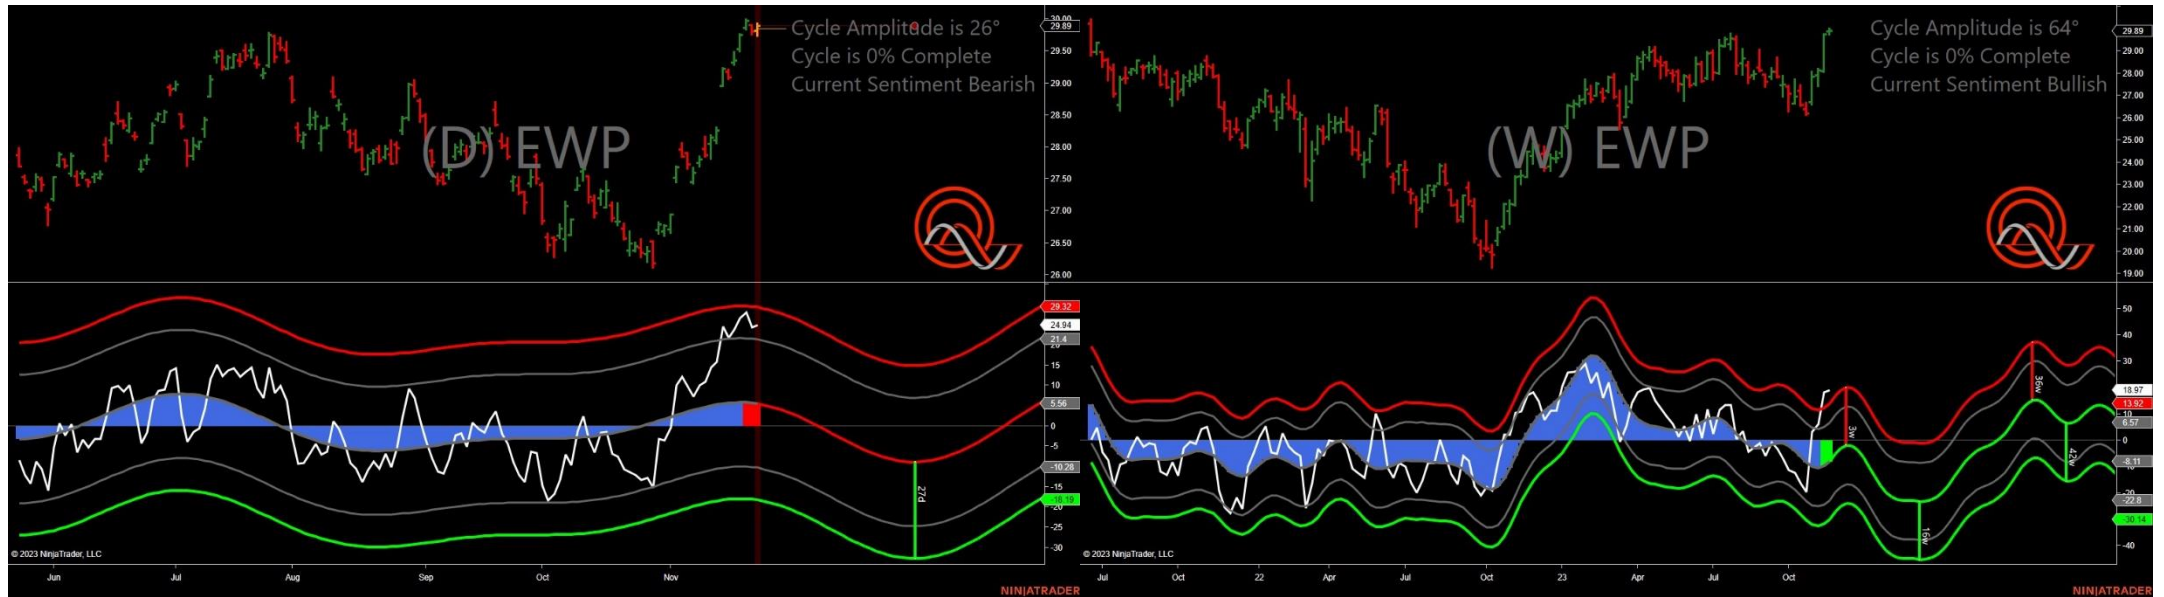 Cycle Amplitude is 26°
Cycle is 0% Complete
Current Sentiment Bearish
(D) EWP
30.00
29.89
29.50
29.00
28.50
28.00
27.50
27.00
26.50
26.00
29.32
24.94
21.4
20
15
10
5.56
0
-5
-10.28
-15
-18.19
-20
-25
-30
27d
© 2023 NinjaTrader, LLC
Jun Jul Aug Sep Oct Nov
NINJATRADER
Cycle Amplitude is 64°
Cycle is 0% Complete
Current Sentiment Bullish
(W) EWP
29.89
29.00
28.00
27.00
26.00
25.00
24.00
23.00
22.00
21.00
20.00
19.00
50
40
30
18.97
13.92
10
6.57
0
-8.11
-22.8
-30.14
-40
3w
16w
36w
42w
© 2023 NinjaTrader, LLC
Jul Oct 22 Apr Jul Oct 23 Apr Jul Oct
NINJATRADER